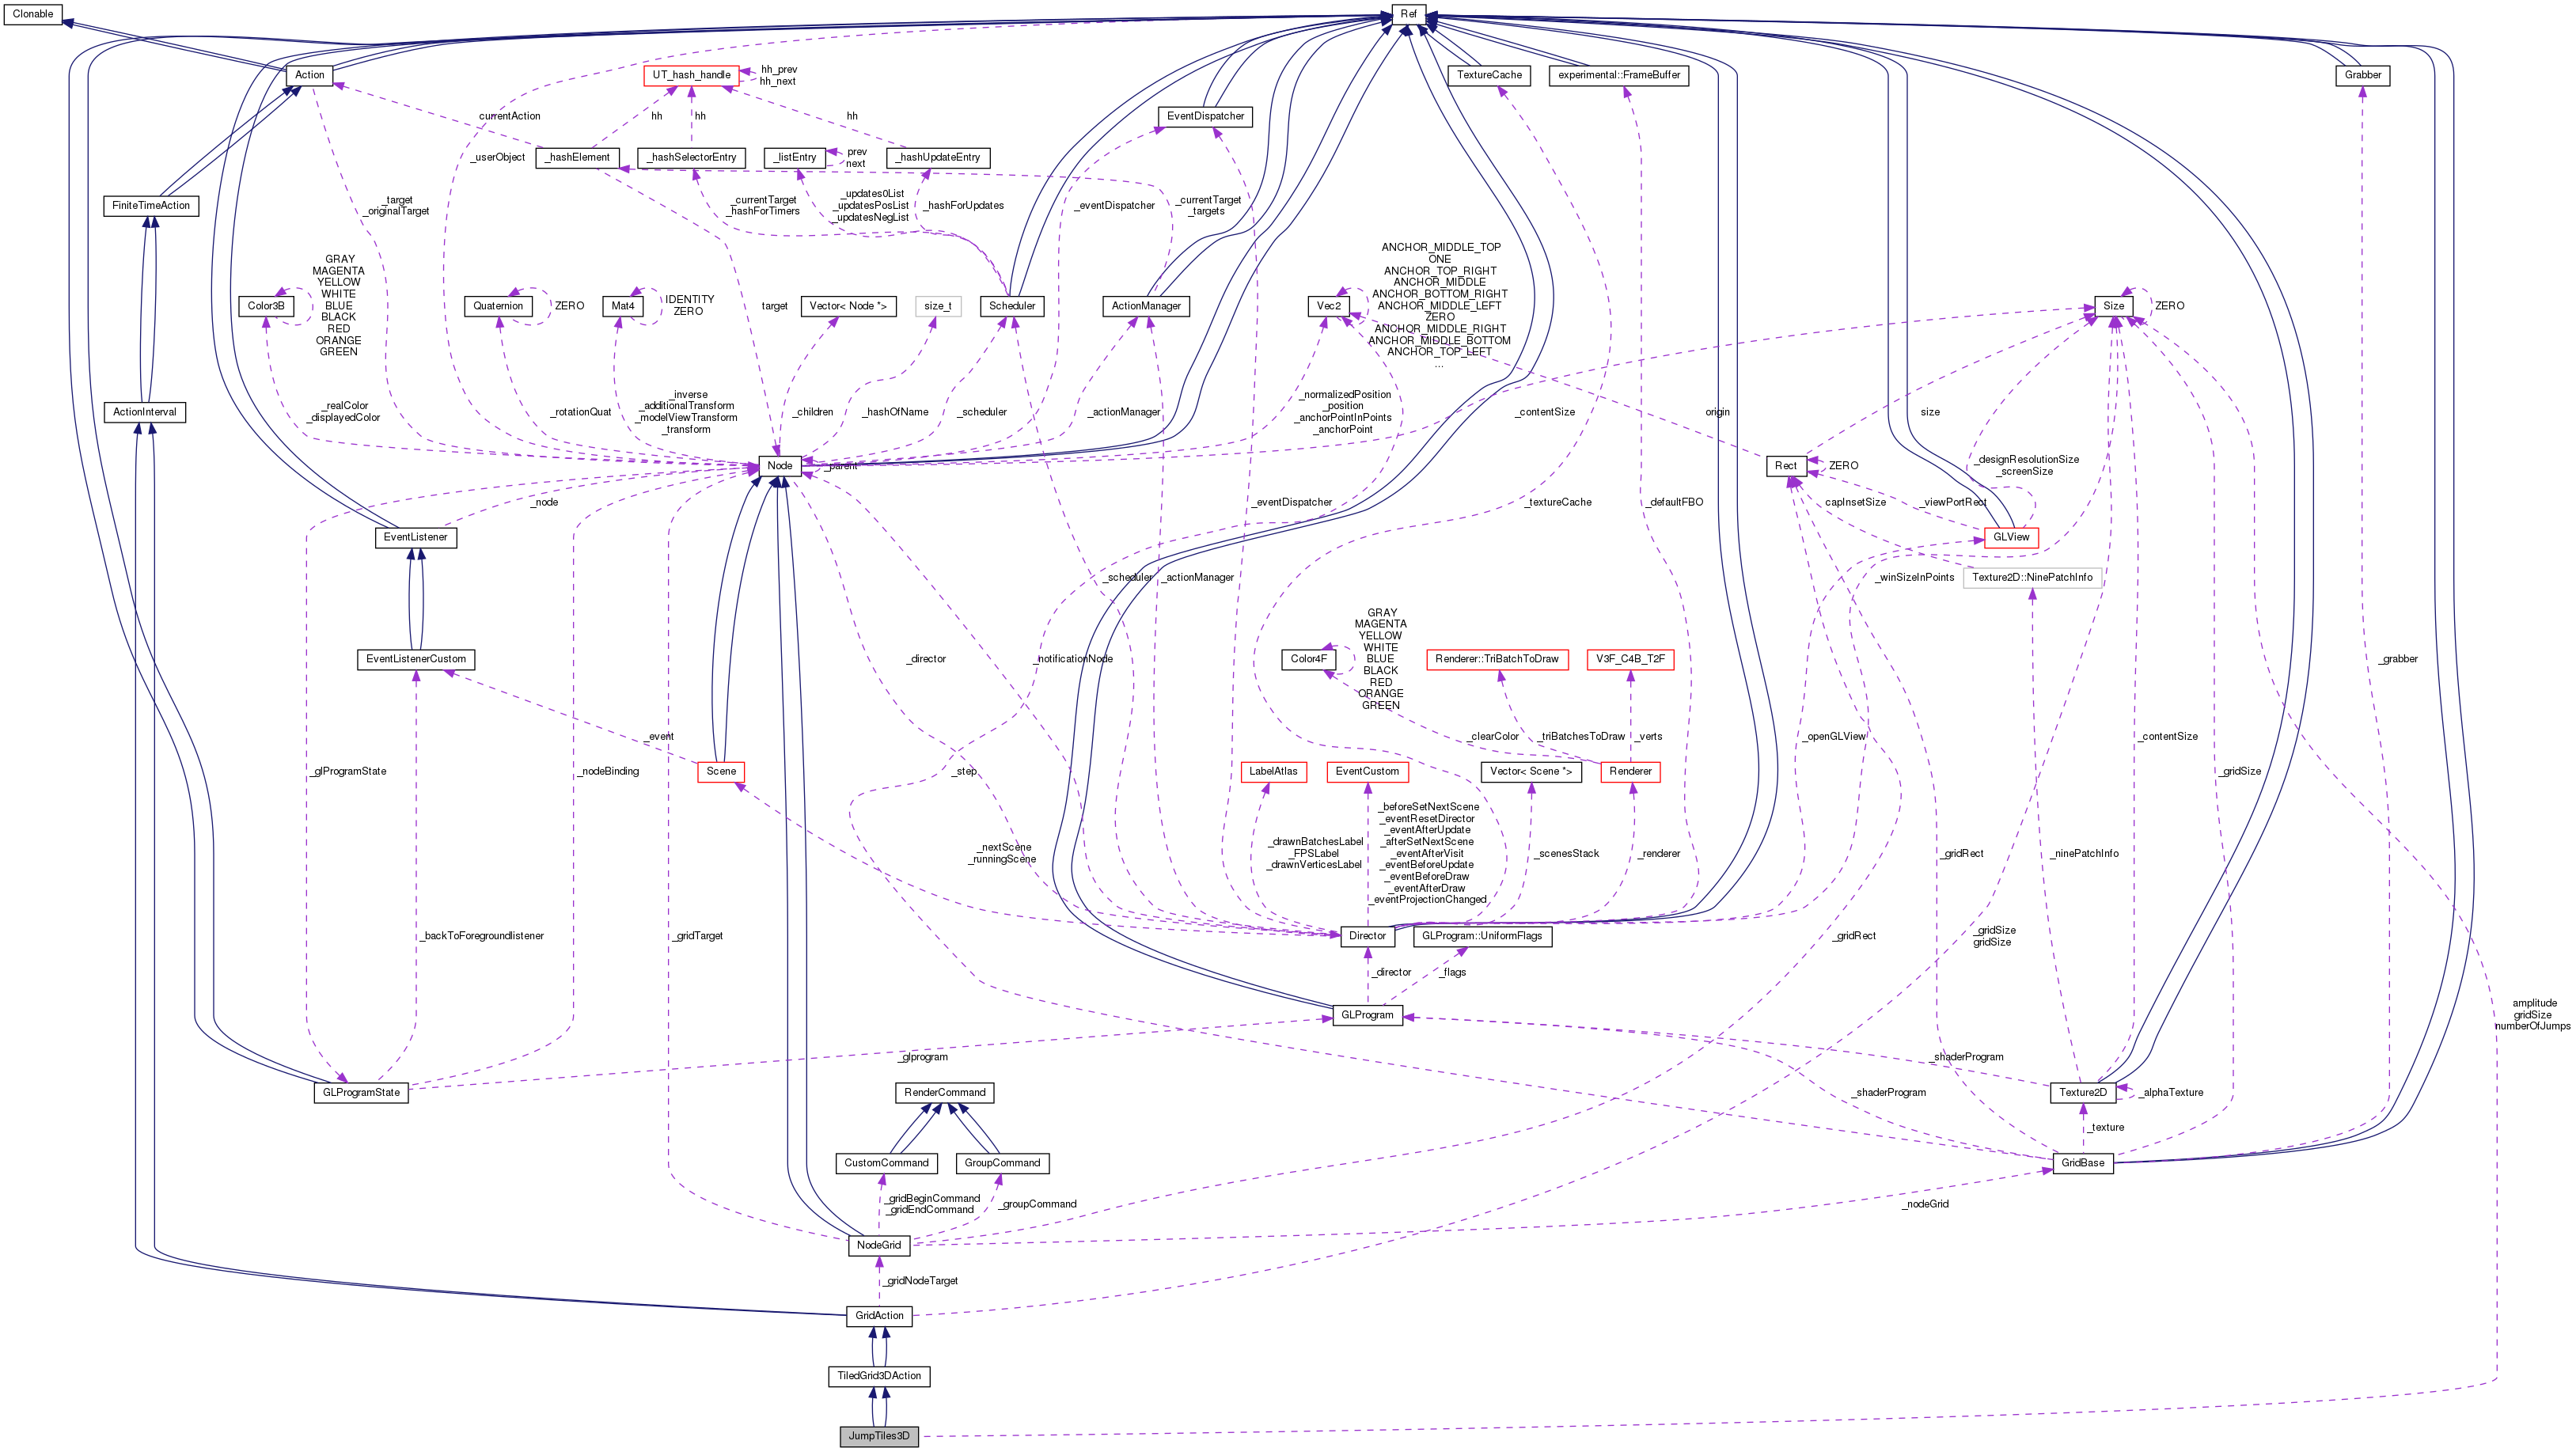 Clonable
Ref
Action
UT_hash_handle
hh_prev
hh_next
TextureCache
experimental::FrameBuffer
Grabber
currentAction
hh
hh
hh
EventDispatcher
_userObject
_hashElement
_hashSelectorEntry
_listEntry
prev
next
_hashUpdateEntry
FiniteTimeAction
_target
_originalTarget
_currentTarget
_hashForTimers
_updates0List
_updatesPosList
_updatesNegList
_hashForUpdates
_eventDispatcher
_currentTarget
_targets
Color3B
GRAY
MAGENTA
YELLOW
WHITE
BLUE
BLACK
RED
ORANGE
GREEN
Quaternion
ZERO
Mat4
IDENTITY
ZERO
target
Vector< Node *>
size_t
Scheduler
ActionManager
Vec2
ANCHOR_MIDDLE_TOP
ONE
ANCHOR_TOP_RIGHT
ANCHOR_MIDDLE
ANCHOR_BOTTOM_RIGHT
ANCHOR_MIDDLE_LEFT
ZERO
ANCHOR_MIDDLE_RIGHT
ANCHOR_MIDDLE_BOTTOM
ANCHOR_TOP_LEFT
...
Size
ZERO
ActionInterval
_realColor
_displayedColor
_rotationQuat
_inverse
_additionalTransform
_modelViewTransform
_transform
_children
_hashOfName
_scheduler
_actionManager
_normalizedPosition
_position
_anchorPointInPoints
_anchorPoint
_contentSize
origin
size
Node
_parent
Rect
ZERO
_designResolutionSize
_screenSize
EventListener
_node
_eventDispatcher
_textureCache
_defaultFBO
capInsetSize
_viewPortRect
GLView
_scheduler
_actionManager
_winSizeInPoints
Texture2D::NinePatchInfo
EventListenerCustom
_director
_notificationNode
Color4F
GRAY
MAGENTA
YELLOW
WHITE
BLUE
BLACK
RED
ORANGE
GREEN
Renderer::TriBatchToDraw
V3F_C4B_T2F
_grabber
_event
_clearColor
_triBatchesToDraw
_verts
_openGLView
_contentSize
_glProgramState
_nodeBinding
Scene
_step
LabelAtlas
EventCustom
Vector< Scene *>
Renderer
_gridSize
_nextScene
_runningScene
_drawnBatchesLabel
_FPSLabel
_drawnVerticesLabel
_beforeSetNextScene
_eventResetDirector
_eventAfterUpdate
_afterSetNextScene
_eventAfterVisit
_eventBeforeUpdate
_eventBeforeDraw
_eventAfterDraw
_eventProjectionChanged
_scenesStack
_renderer
_gridRect
_ninePatchInfo
_backToForegroundlistener
_gridTarget
Director
GLProgram::UniformFlags
_gridRect
_gridSize
gridSize
_director
_flags
GLProgram
amplitude
gridSize
numberOfJumps
_glprogram
_shaderProgram
GLProgramState
RenderCommand
_shaderProgram
Texture2D
_alphaTexture
_texture
CustomCommand
GroupCommand
GridBase
_gridBeginCommand
_gridEndCommand
_groupCommand
_nodeGrid
NodeGrid
_gridNodeTarget
GridAction
TiledGrid3DAction
JumpTiles3D